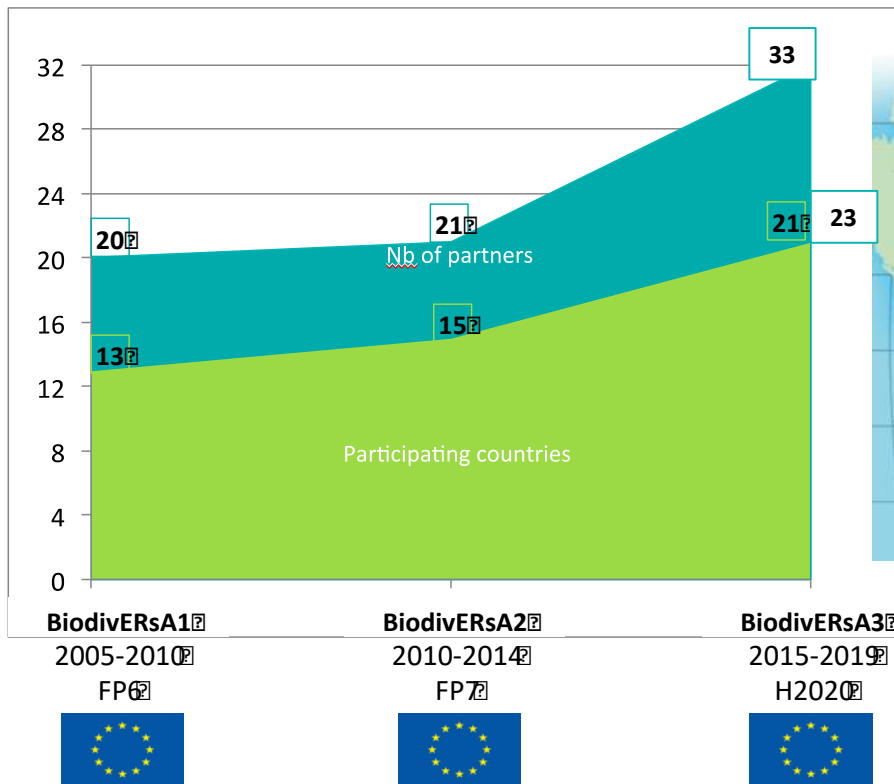 33
32
28
24
20
16
12
8
4
0
20
21
21
23
Nb of partners
13
15
Participating countries
BiodivERsA1
2005-2010
FP6
BiodivERsA2
2010-2014
FP7
BiodivERsA3
2015-2019
H2020